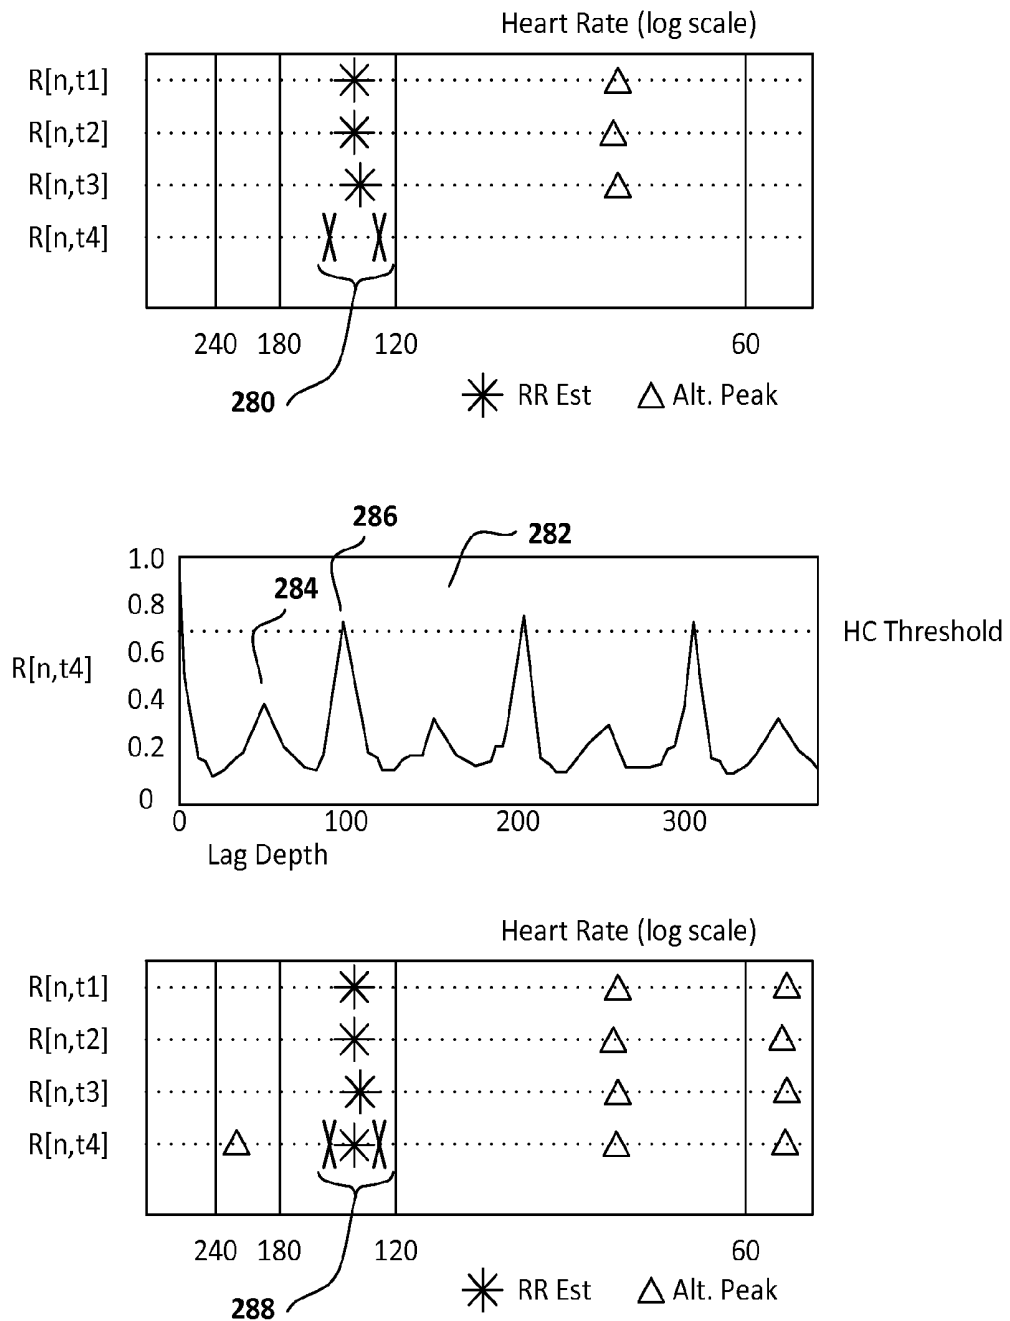 Heart Rate (log scale)
R[n,t1]
R[n,t2]
R[n,t3]
R[n,t4]
240 180 120 60
280
RR Est Alt. Peak
286
282
284
1.0
0.8
0.6
0.4
0.2
0
R[n,t4]
HC Threshold
0 100 200 300
Lag Depth
Heart Rate (log scale)
R[n,t1]
R[n,t2]
R[n,t3]
R[n,t4]
240 180 120 60
288
RR Est Alt. Peak